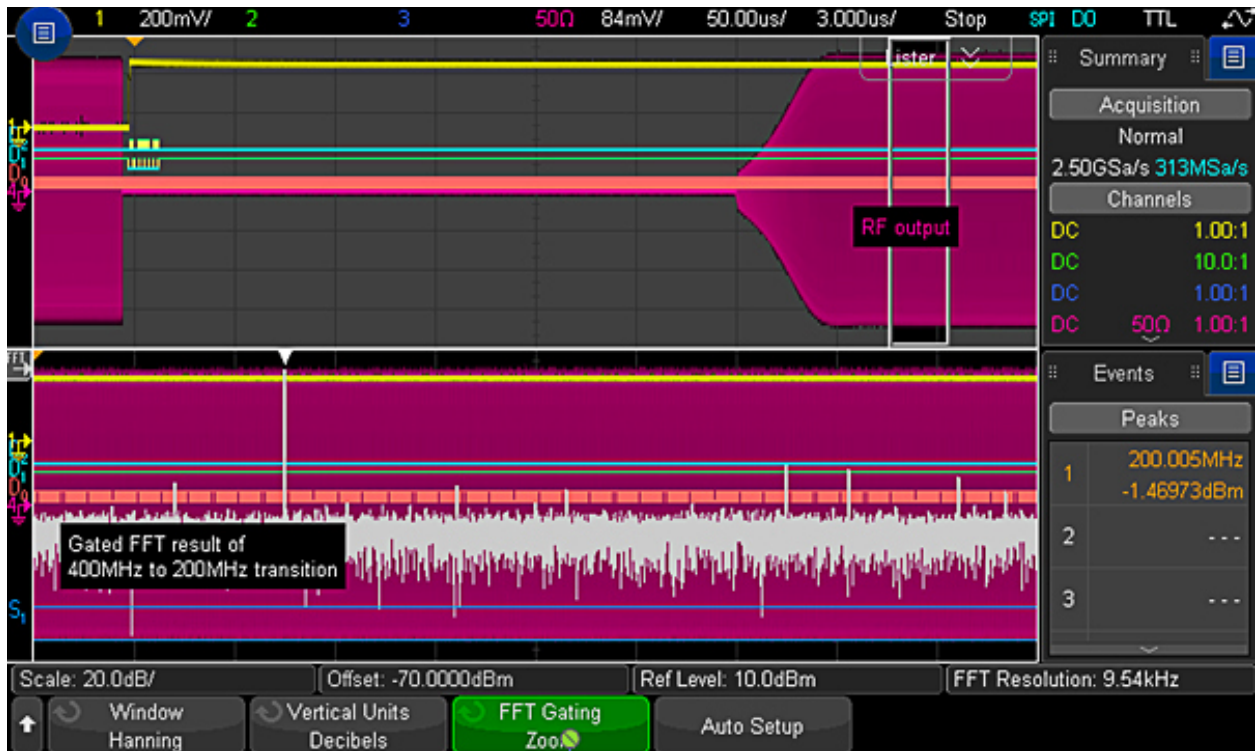 1 200mV/ 2 3 50Ω 84mV/ 50.00us/ 3.000us/ Stop SPI D0 TTL
Lister
Summary
Acquisition
Normal
2.50GSa/s 313MSa/s
Channels
DC 1.00:1
DC 10.0:1
DC 1.00:1
DC 50Ω 1.00:1
RF output
FFT
Events
Peaks
1 200.005MHz
-1.46973dBm
2 ---
3 ---
Gated FFT result of
400MHz to 200MHz transition
S1
Scale: 20.0dB/ Offset: -70.0000dBm Ref Level: 10.0dBm FFT Resolution: 9.54kHz
Window
Hanning
Vertical Units
Decibels
FFT Gating
Zoom
Auto Setup